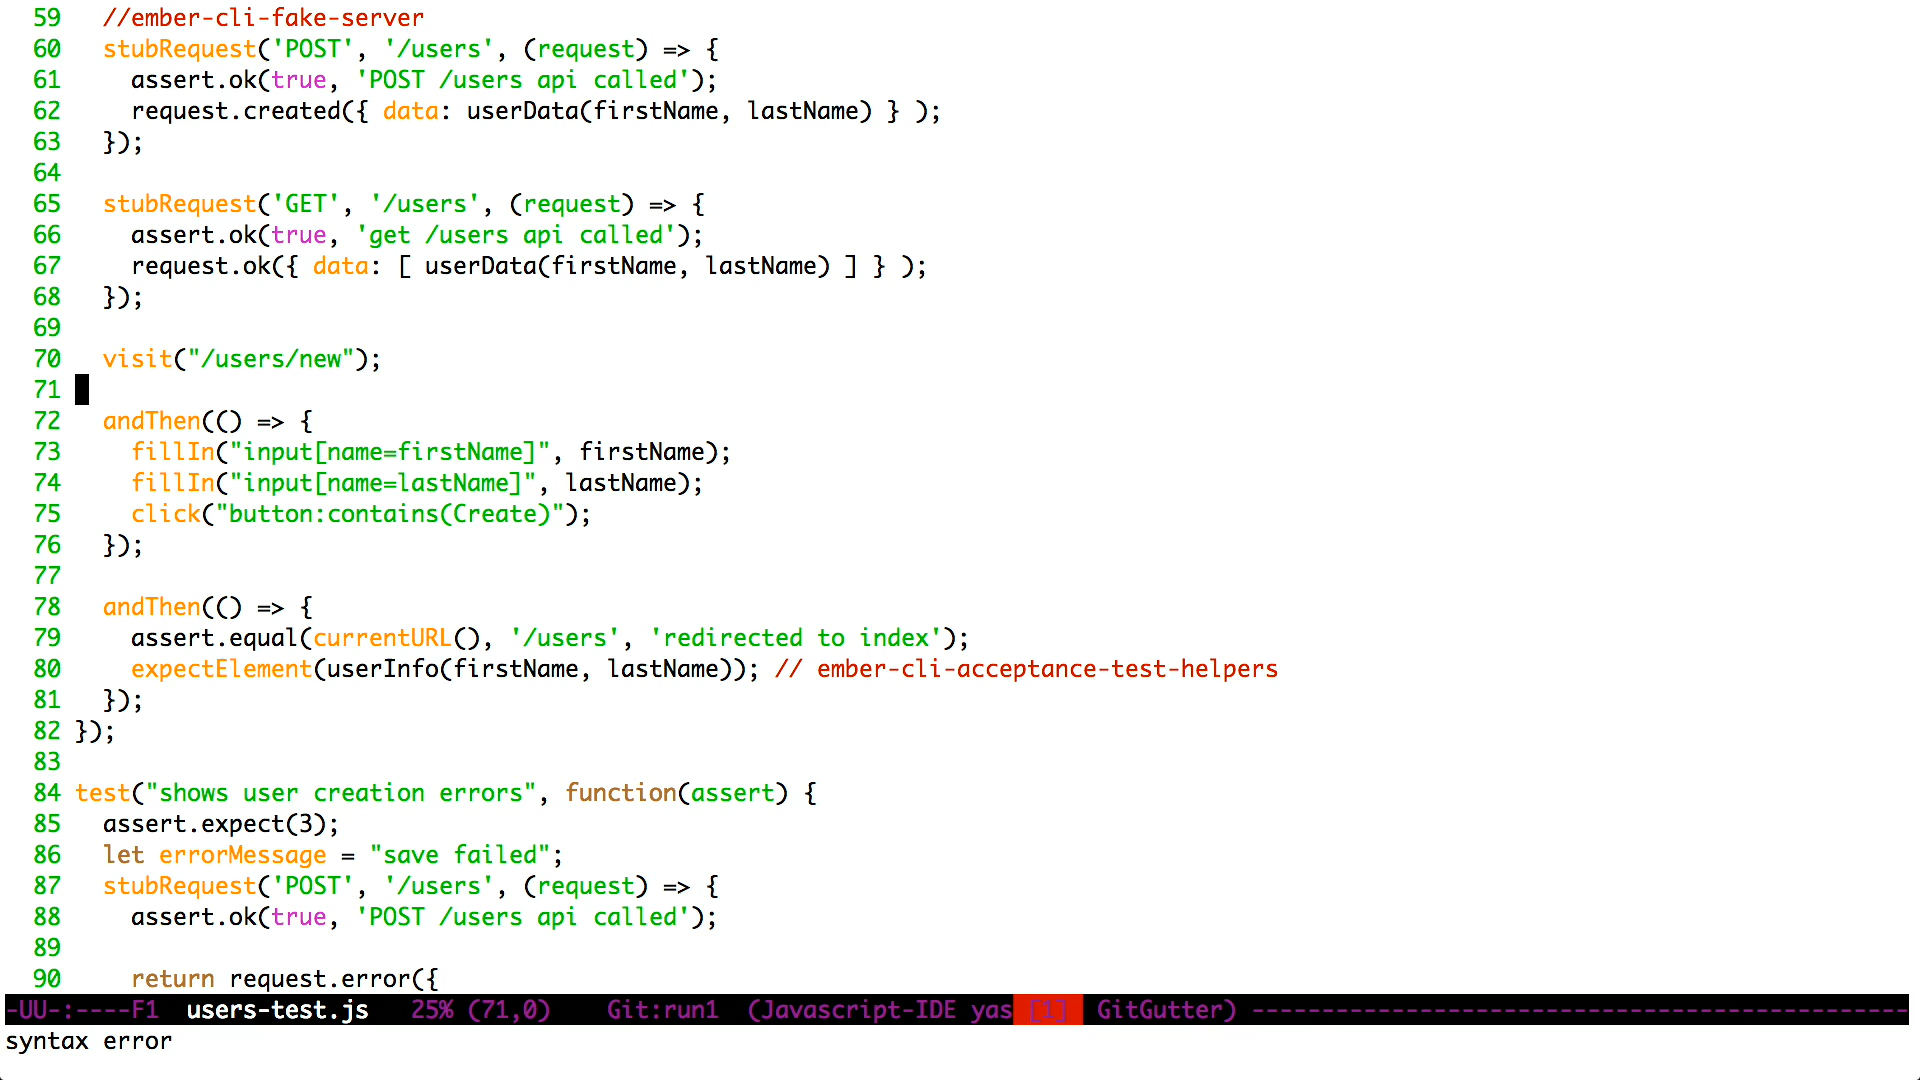 59   //ember-cli-fake-server
60   stubRequest('POST', '/users', (request) => {
61     assert.ok(true, 'POST /users api called');
62     request.created({ data: userData(firstName, lastName) } );
63   });
64
65   stubRequest('GET', '/users', (request) => {
66     assert.ok(true, 'get /users api called');
67     request.ok({ data: [ userData(firstName, lastName) ] } );
68   });
69
70   visit("/users/new");
71
72   andThen(() => {
73     fillIn("input[name=firstName]", firstName);
74     fillIn("input[name=lastName]", lastName);
75     click("button:contains(Create)");
76   });
77
78   andThen(() => {
79     assert.equal(currentURL(), '/users', 'redirected to index');
80     expectElement(userInfo(firstName, lastName)); // ember-cli-acceptance-test-helpers
81   });
82 });
83
84 test("shows user creation errors", function(assert) {
85   assert.expect(3);
86   let errorMessage = "save failed";
87   stubRequest('POST', '/users', (request) => {
88     assert.ok(true, 'POST /users api called');
89
90     return request.error({
-UU-:----F1  users-test.js   25% (71,0)    Git:run1  (Javascript-IDE yas [1]  GitGutter) -----------------------------------------------
syntax error